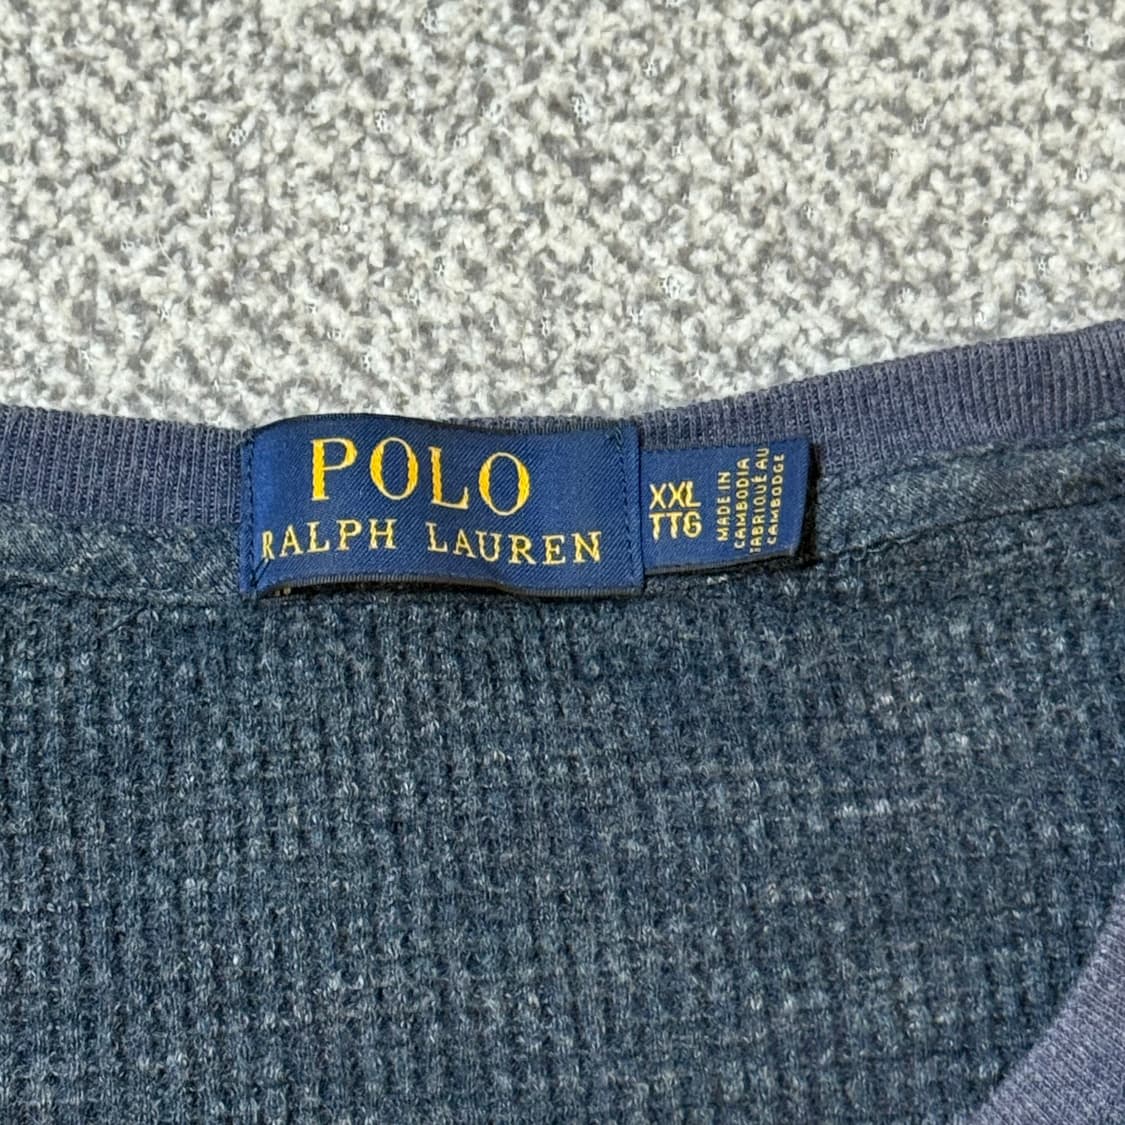 POLO
RALPH LAUREN
XXL
TTG
MADE IN
CAMBODIA
FABRIQUÉ AU
CAMBODGE